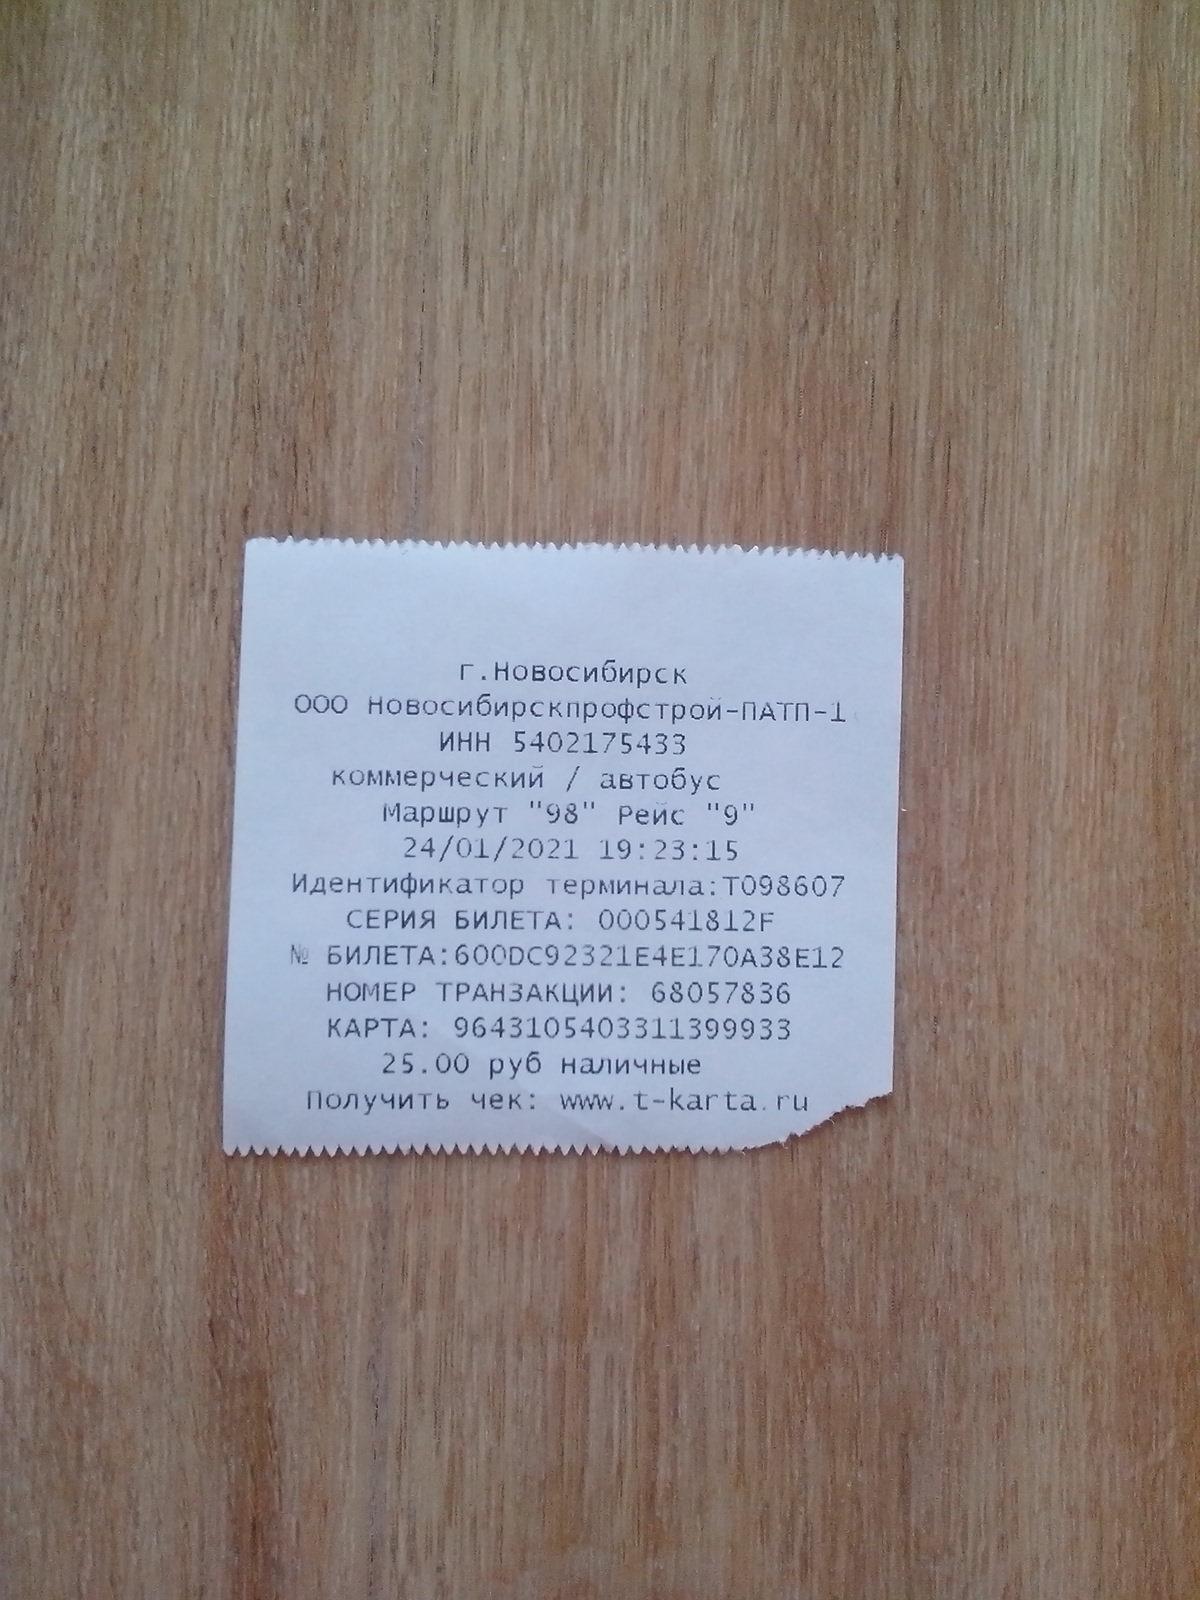 г.Новосибирск
ООО Новосибирскпрофстрой-ПАТП-1
ИНН 5402175433
коммерческий / автобус
Маршрут "98" Рейс "9"
24/01/2021 19:23:15
Идентификатор терминала:T098607
СЕРИЯ БИЛЕТА: 000541812F
№ БИЛЕТА:600DC92321E4E170A38E12
НОМЕР ТРАНЗАКЦИИ: 68057836
КАРТА: 9643105403311399933
25.00 руб наличные
Получить чек: www.t-karta.ru